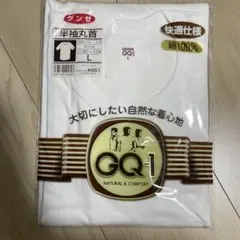 グンゼ
快適仕様
半袖丸首
綿100%
GQ1
L
L
大切にしたい自然な着心地
GQ-1
NATURAL & COMFORT